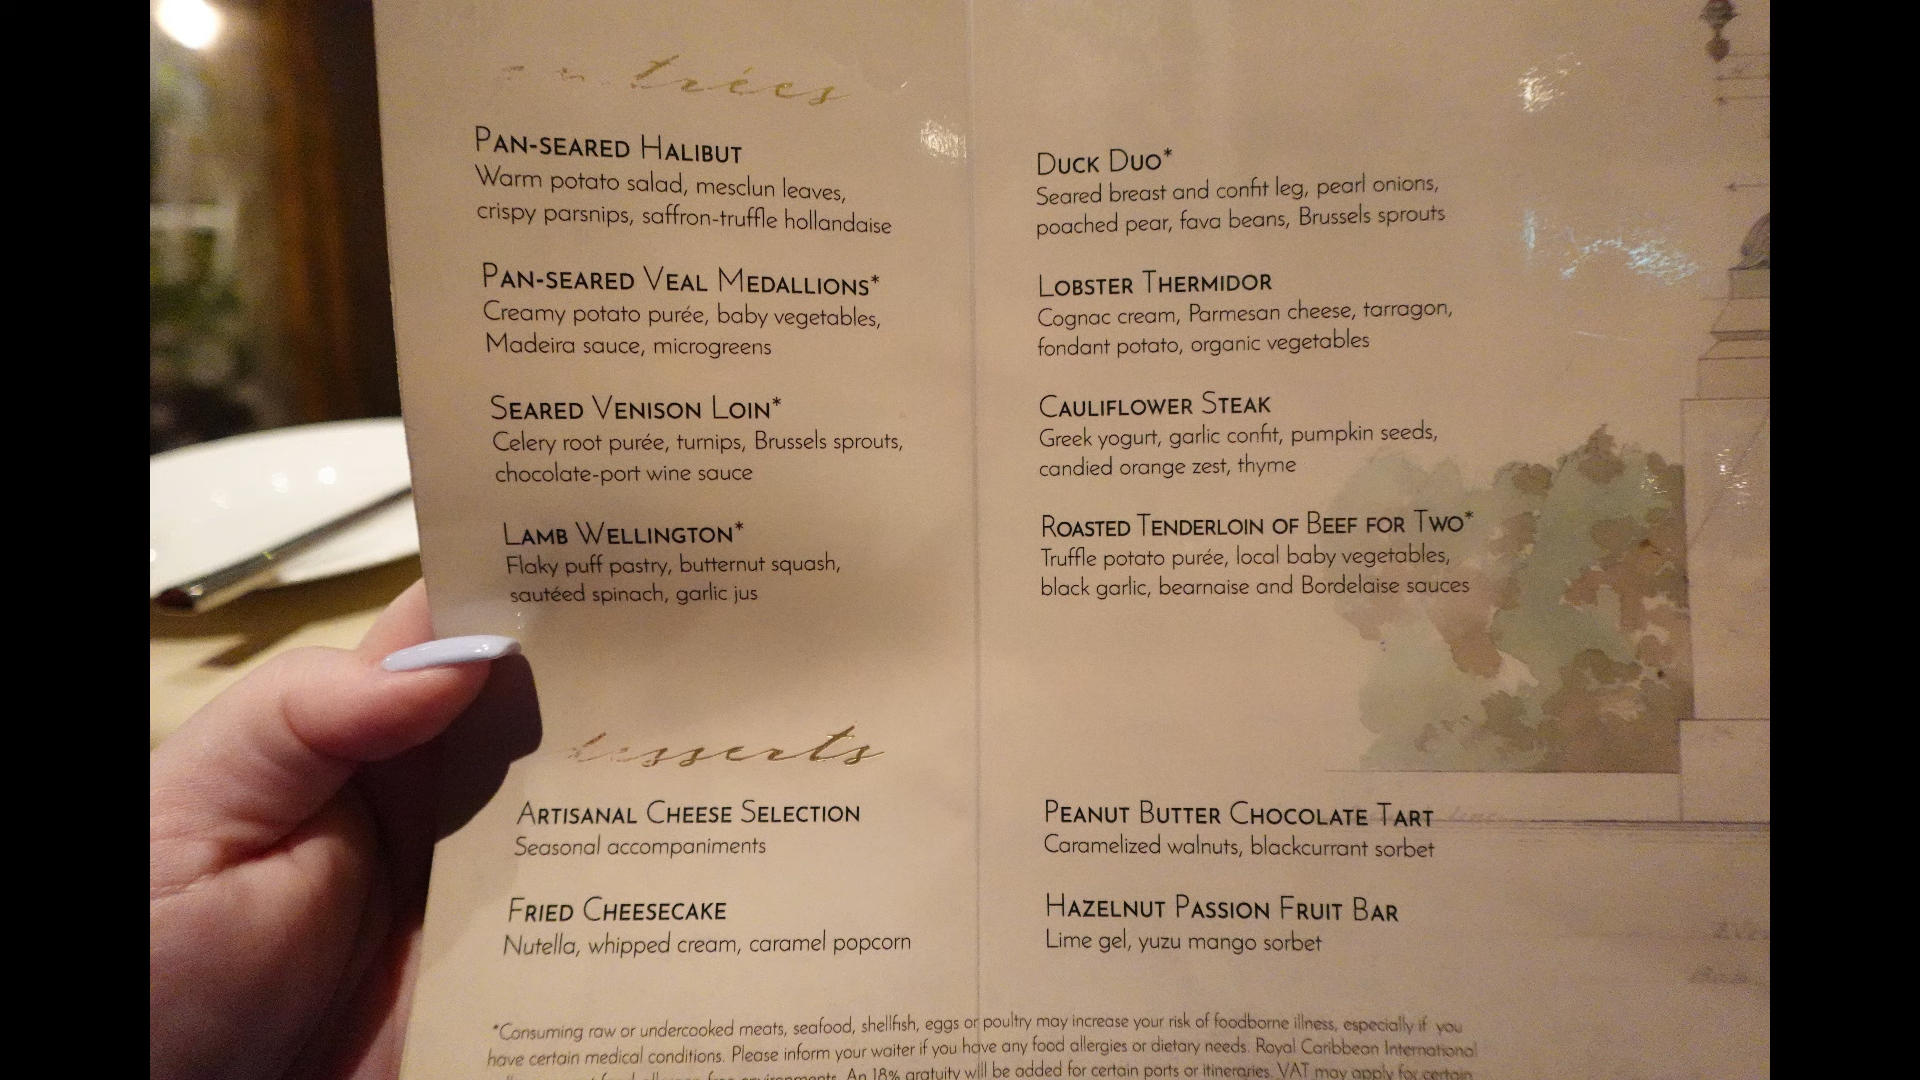 entrées
PAN-SEARED HALIBUT
Warm potato salad, mesclun leaves,
crispy parsnips, saffron-truffle hollandaise
PAN-SEARED VEAL MEDALLIONS*
Creamy potato purée, baby vegetables,
Madeira sauce, microgreens
SEARED VENISON LOIN*
Celery root purée, turnips, Brussels sprouts,
chocolate-port wine sauce
LAMB WELLINGTON*
Flaky puff pastry, butternut squash,
sautéed spinach, garlic jus
DUCK DUO*
Seared breast and confit leg, pearl onions,
poached pear, fava beans, Brussels sprouts
LOBSTER THERMIDOR
Cognac cream, Parmesan cheese, tarragon,
fondant potato, organic vegetables
CAULIFLOWER STEAK
Greek yogurt, garlic confit, pumpkin seeds,
candied orange zest, thyme
ROASTED TENDERLOIN OF BEEF FOR TWO*
Truffle potato purée, local baby vegetables,
black garlic, bearnaise and Bordelaise sauces
desserts
ARTISANAL CHEESE SELECTION
Seasonal accompaniments
FRIED CHEESECAKE
Nutella, whipped cream, caramel popcorn
PEANUT BUTTER CHOCOLATE TART
Caramelized walnuts, blackcurrant sorbet
HAZELNUT PASSION FRUIT BAR
Lime gel, yuzu mango sorbet
*Consuming raw or undercooked meats, seafood, shellfish, eggs or poultry may increase your risk of foodborne illness, especially if you
have certain medical conditions. Please inform your waiter if you have any food allergies or dietary needs. Royal Caribbean International
environments. An 18% gratuity will be added for certain ports or itineraries. VAT may apply for certain